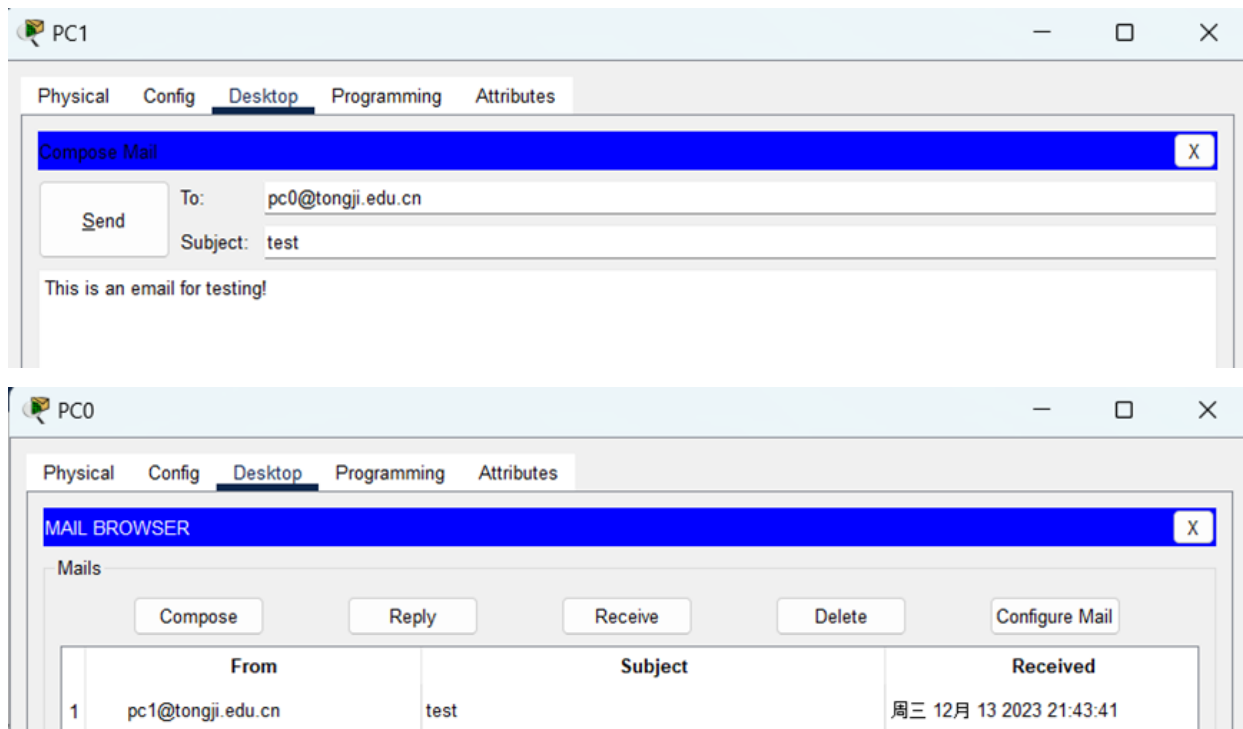 PC1
Physical Config Desktop Programming Attributes
Compose Mail X
Send
To: pc0@tongji.edu.cn
Subject: test
This is an email for testing!
PC0
Physical Config Desktop Programming Attributes
MAIL BROWSER X
Mails
Compose Reply Receive Delete Configure Mail
From Subject Received
1 pc1@tongji.edu.cn test 周三 12月 13 2023 21:43:41